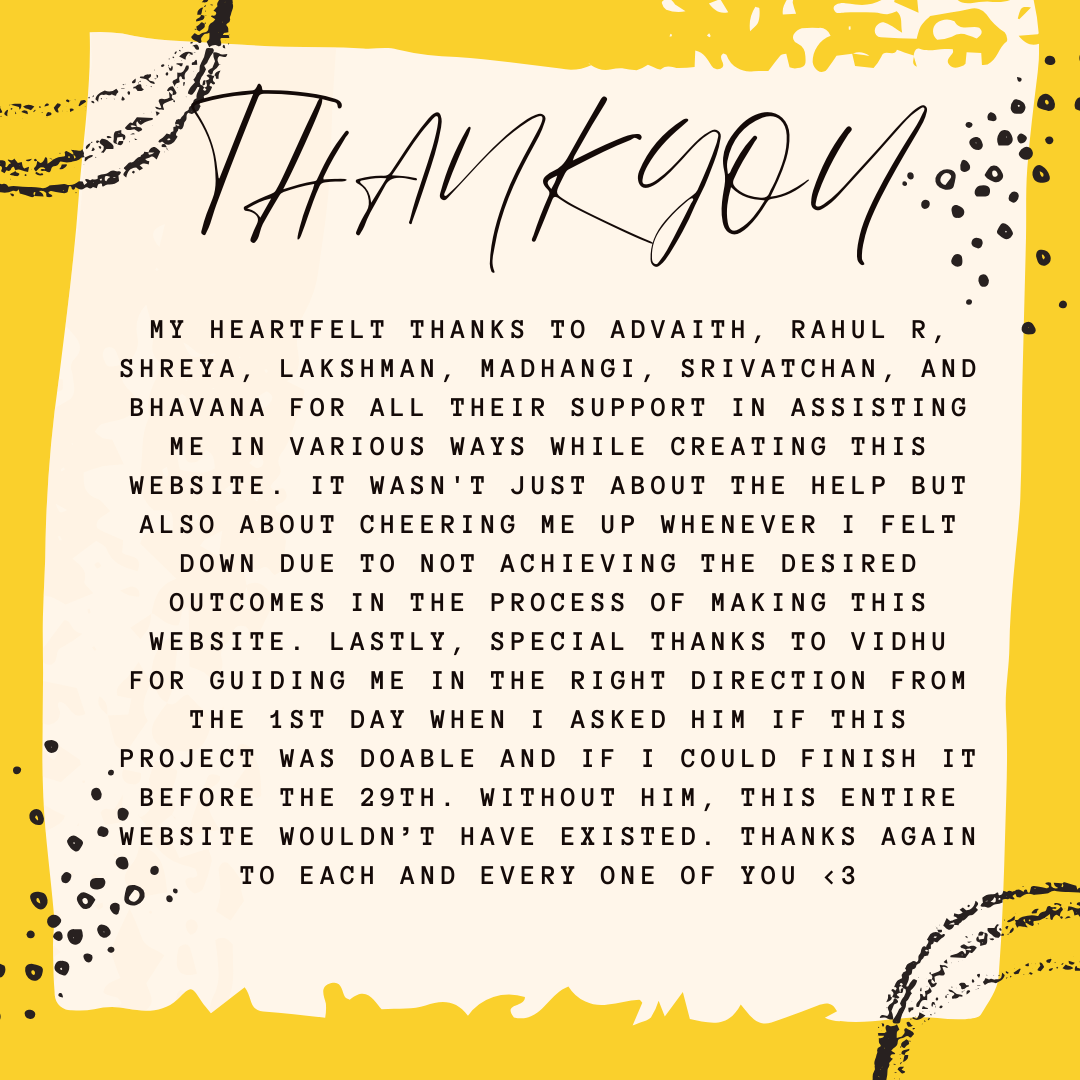 THANKYOU
MY HEARTFELT THANKS TO ADVAITH, RAHUL R,
SHREYA, LAKSHMAN, MADHANGI, SRIVATCHAN, AND
BHAVANA FOR ALL THEIR SUPPORT IN ASSISTING
ME IN VARIOUS WAYS WHILE CREATING THIS
WEBSITE. IT WASN'T JUST ABOUT THE HELP BUT
ALSO ABOUT CHEERING ME UP WHENEVER I FELT
DOWN DUE TO NOT ACHIEVING THE DESIRED
OUTCOMES IN THE PROCESS OF MAKING THIS
WEBSITE. LASTLY, SPECIAL THANKS TO VIDHU
FOR GUIDING ME IN THE RIGHT DIRECTION FROM
THE 1ST DAY WHEN I ASKED HIM IF THIS
PROJECT WAS DOABLE AND IF I COULD FINISH IT
BEFORE THE 29TH. WITHOUT HIM, THIS ENTIRE
WEBSITE WOULDN’T HAVE EXISTED. THANKS AGAIN
TO EACH AND EVERY ONE OF YOU <3